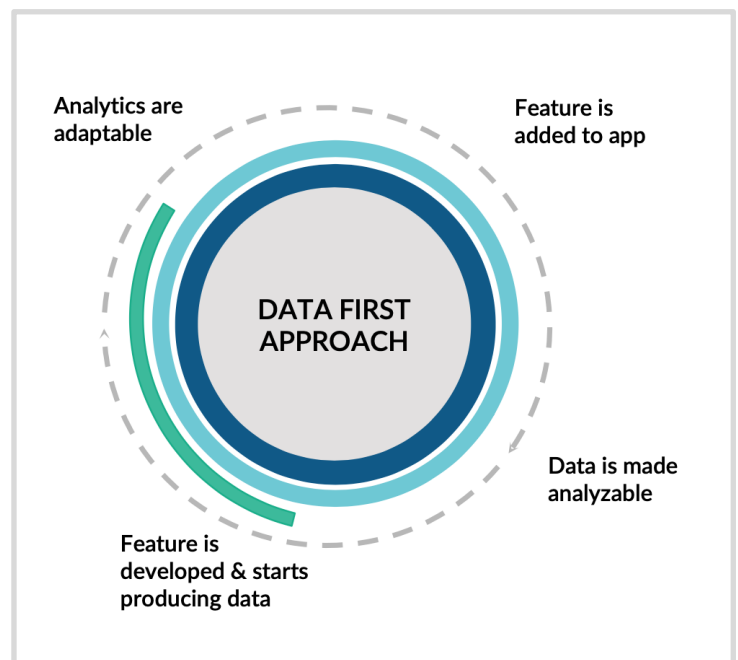 Analytics are
adaptable
Feature is
added to app
DATA FIRST
APPROACH
Data is made
analyzable
Feature is
developed & starts
producing data